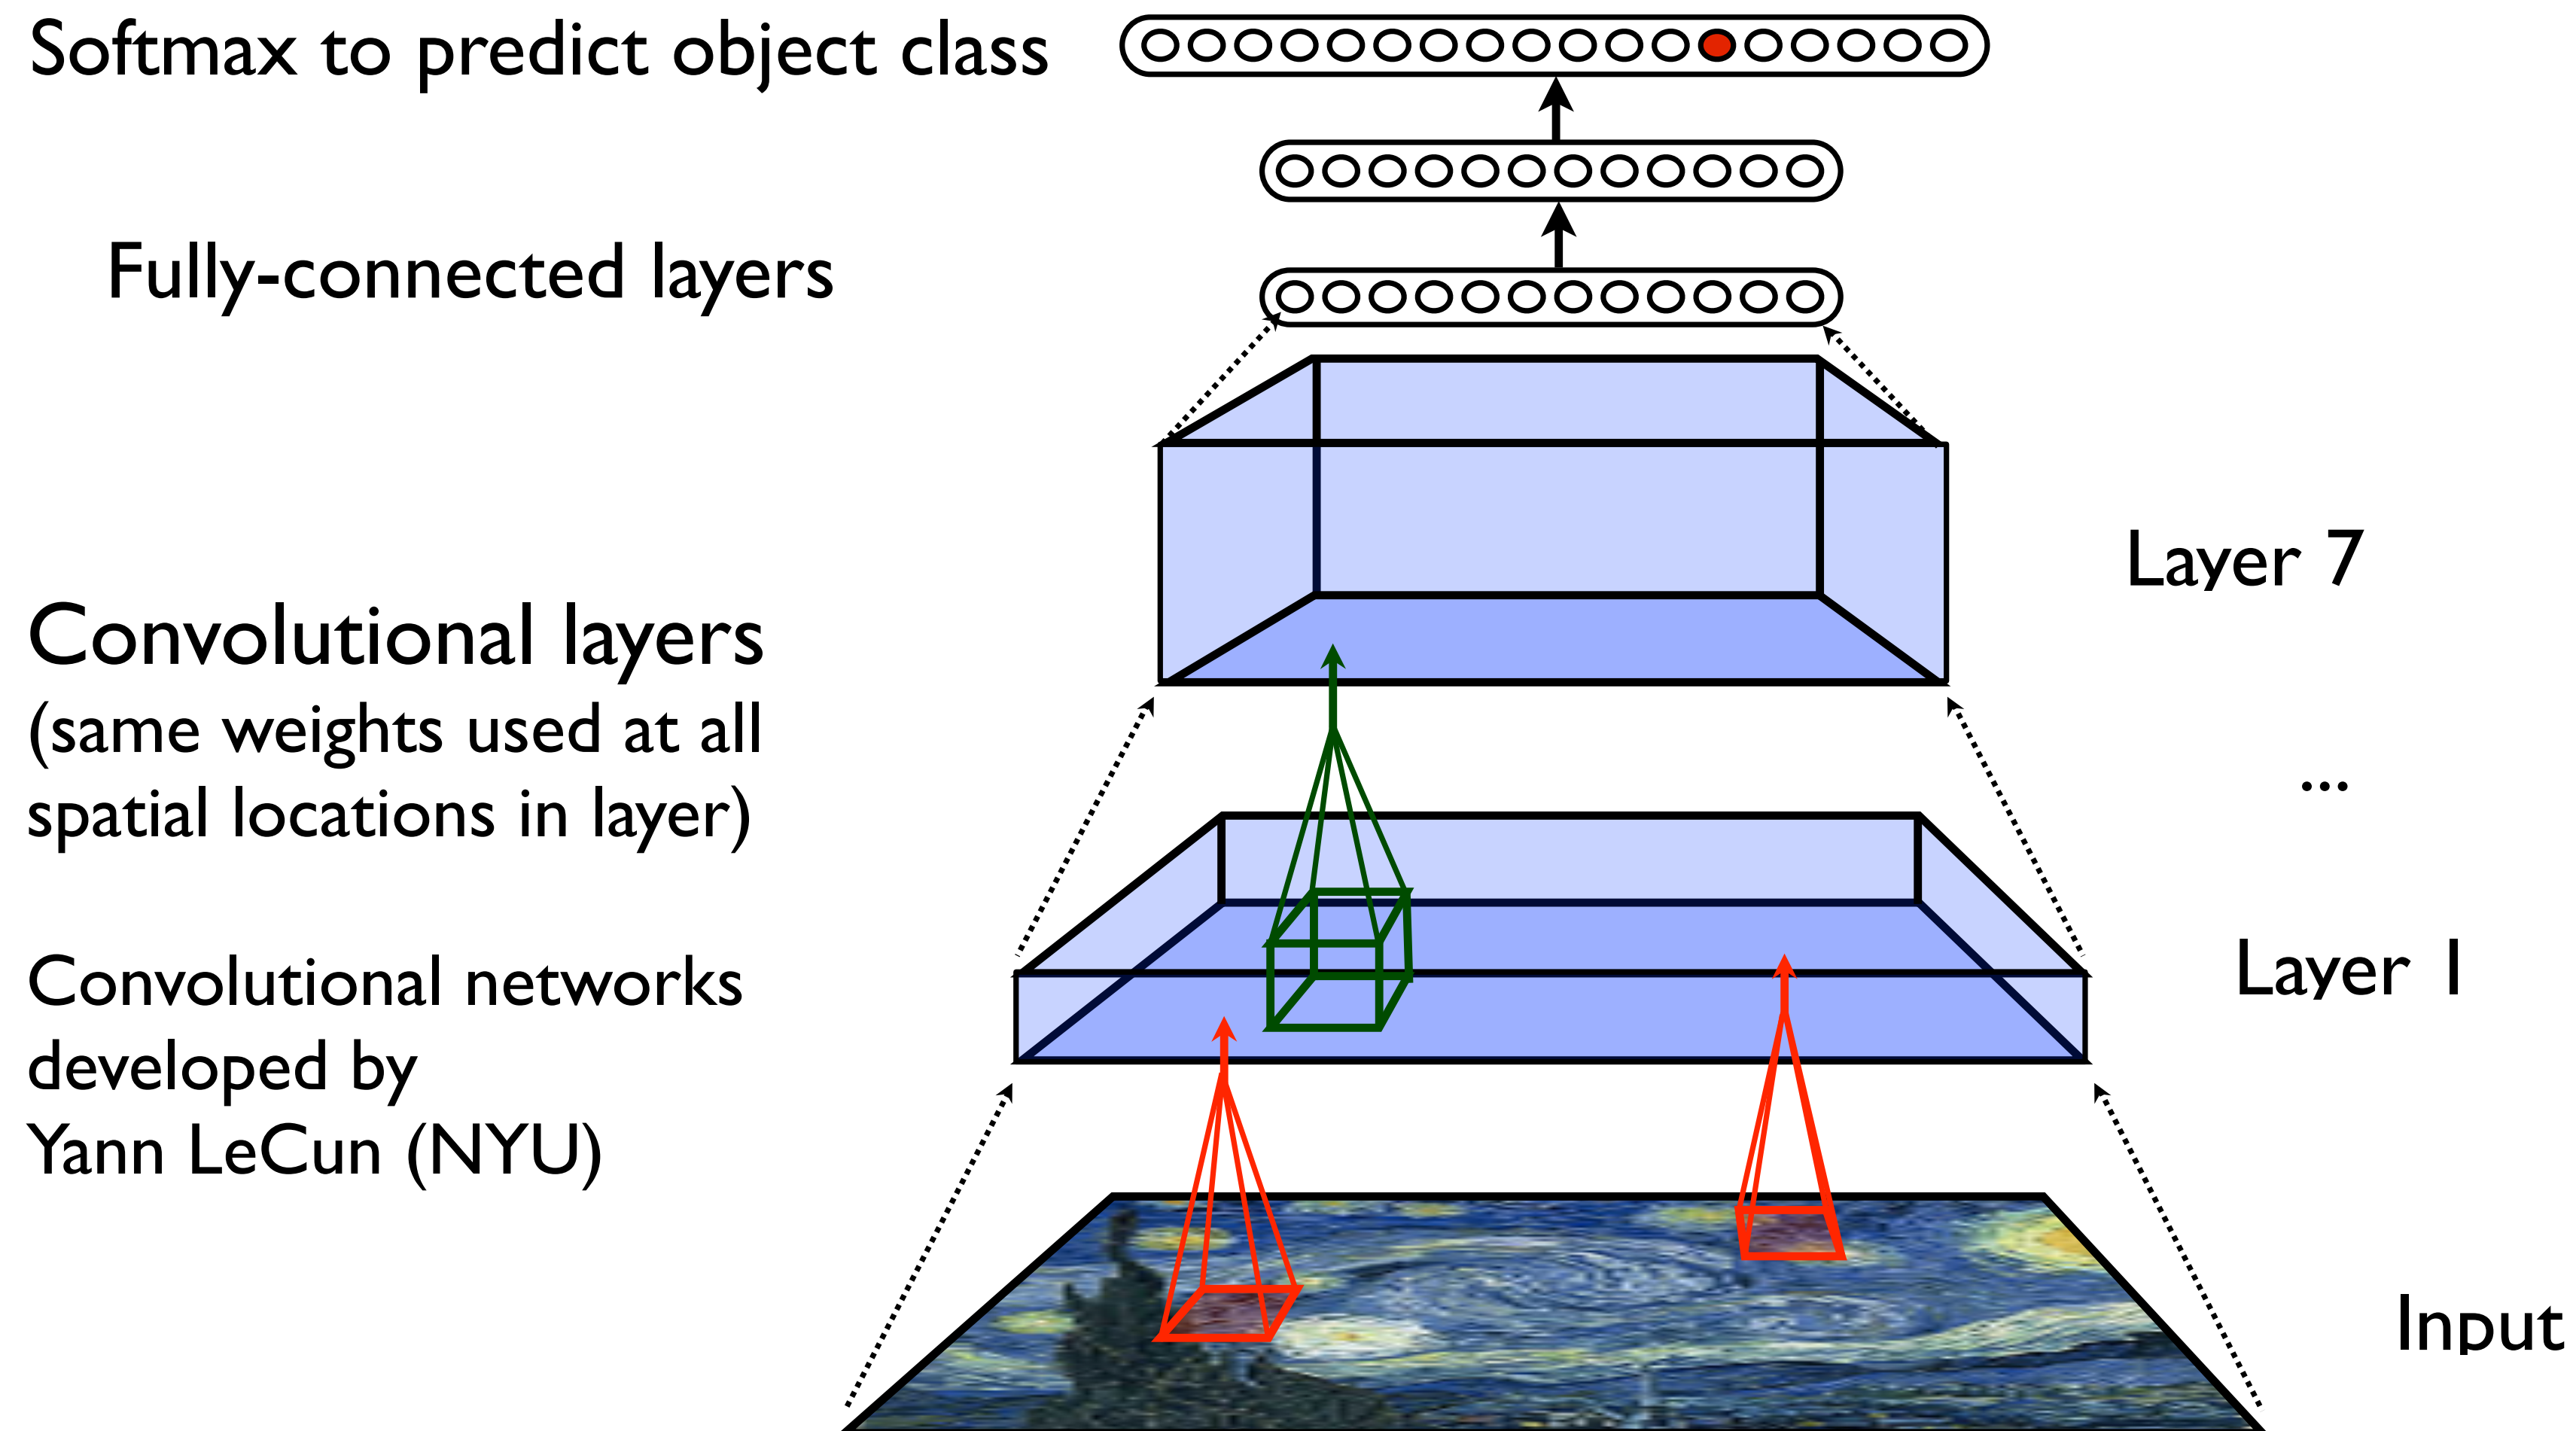 Softmax to predict object class
Fully-connected layers
Layer 7
Convolutional layers
(same weights used at all
spatial locations in layer)
...
Convolutional networks
developed by
Yann LeCun (NYU)
Layer 1
Input